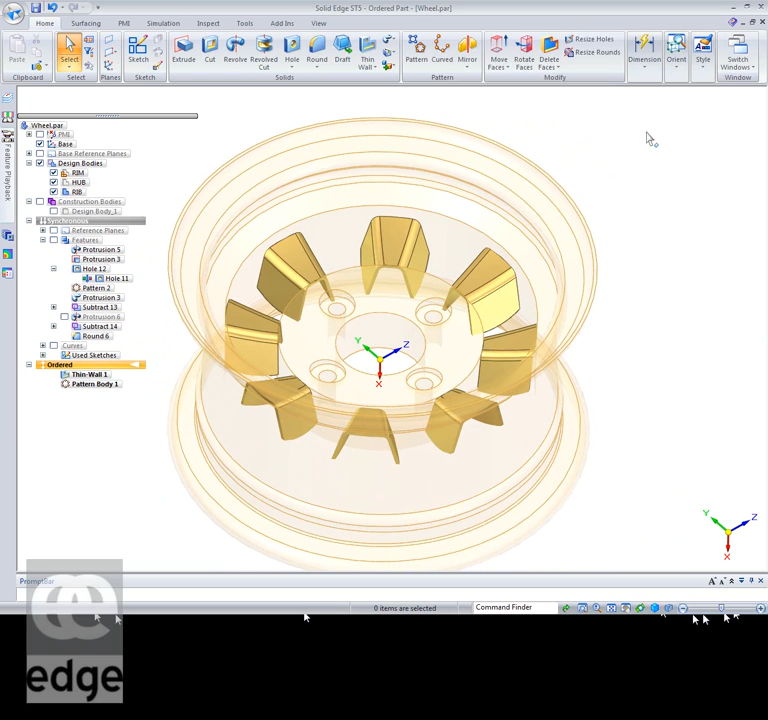 Solid Edge ST5 - Ordered Part - [Wheel.par]
Home Surfacing PMI Simulation Inspect Tools Add Ins View
Paste
Clipboard
Select
Select
Sketch
Sketch
Extrude Cut Revolve Revolved Cut Hole Round Draft Thin Wall
Solids
Pattern Curved Mirror
Pattern
Move Faces Rotate Faces Delete Faces
Resize Holes
Resize Rounds
Modify
Dimension
Orient
Style
Switch Windows
Window
Feature Playback
Wheel.par
PMI
Base
Base Reference Planes
Design Bodies
RIM
HUB
RIB
Construction Bodies
Design Body_1
Synchronous
Reference Planes
Features
Protrusion 5
Protrusion 3
Hole 12
Hole 11
Pattern 2
Protrusion 3
Subtract 13
Protrusion 6
Subtract 14
Round 6
Curves
Used Sketches
Ordered
Thin-Wall 1
Pattern Body 1
Y Z
X
Y Z
X
PromptBar
0 items are selected
Command Finder
edge